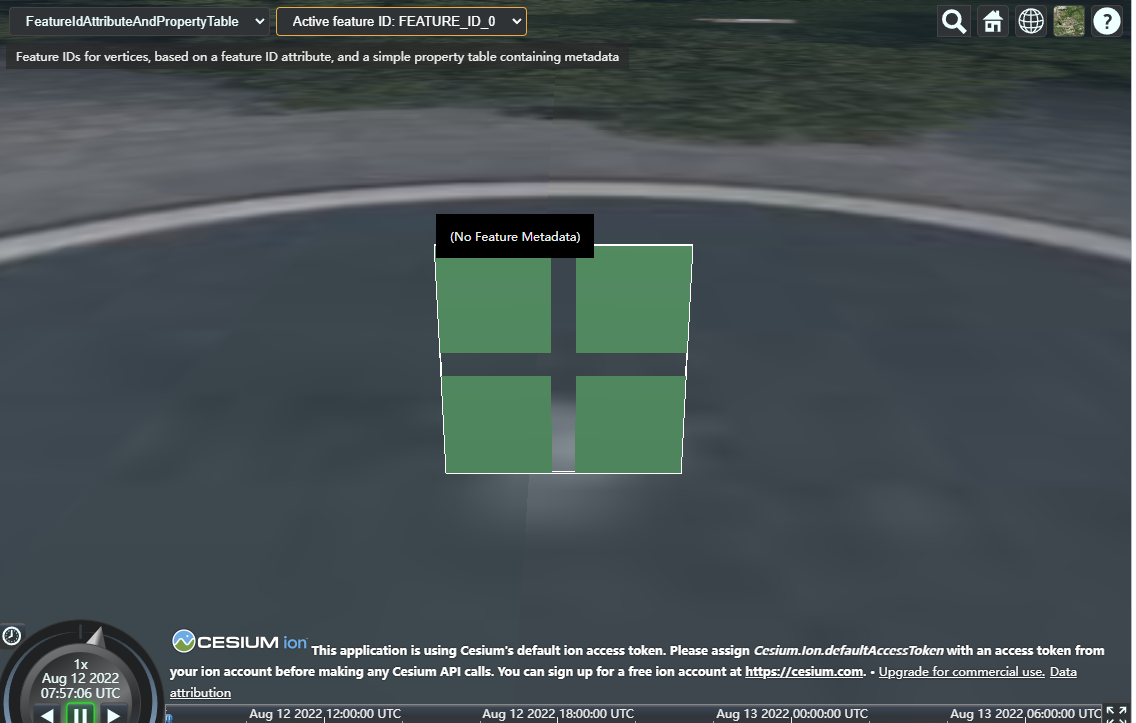 FeatureIdAttributeAndPropertyTable
Active feature ID: FEATURE_ID_0
?
Feature IDs for vertices, based on a feature ID attribute, and a simple property table containing metadata
(No Feature Metadata)
CESIUM ion This application is using Cesium's default ion access token. Please assign Cesium.Ion.defaultAccessToken with an access token from
your ion account before making any Cesium API calls. You can sign up for a free ion account at https://cesium.com. • Upgrade for commercial use. Data
attribution
1x
Aug 12 2022
07:57:06 UTC
Aug 12 2022 12:00:00 UTC
Aug 12 2022 18:00:00 UTC
Aug 13 2022 00:00:00 UTC
Aug 13 2022 06:00:00 UTC